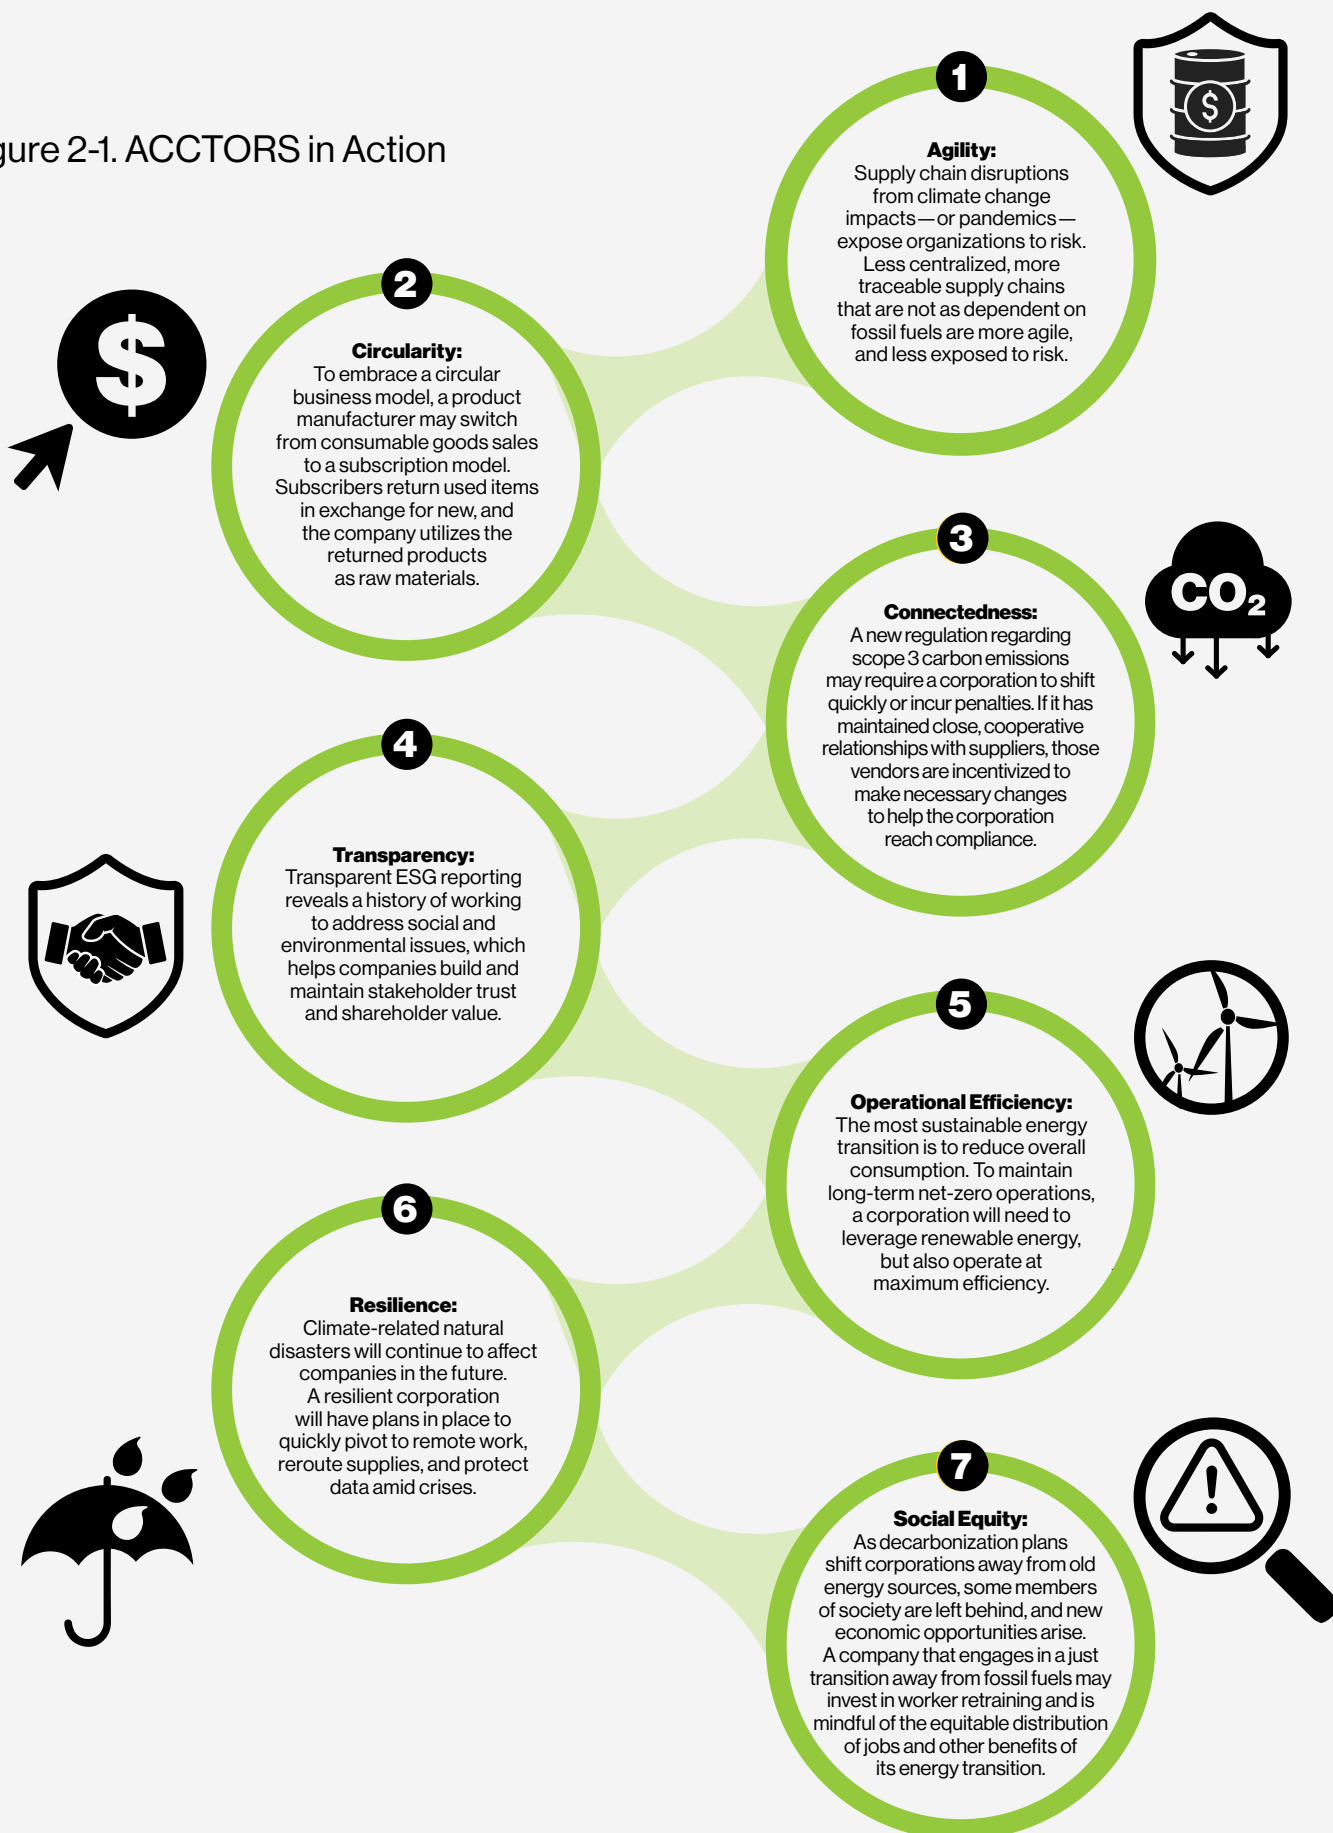 gure 2-1. ACCTORS in Action
1
$
Agility:
Supply chain disruptions
from climate change
impacts—or pandemics—
expose organizations to risk.
Less centralized, more
traceable supply chains
that are not as dependent on
fossil fuels are more agile,
and less exposed to risk.
2
$
Circularity:
To embrace a circular
business model, a product
manufacturer may switch
from consumable goods sales
to a subscription model.
Subscribers return used items
in exchange for new, and
the company utilizes the
returned products
as raw materials.
3
CO₂
Connectedness:
A new regulation regarding
scope 3 carbon emissions
may require a corporation to shift
quickly or incur penalties. If it has
maintained close, cooperative
relationships with suppliers, those
vendors are incentivized to
make necessary changes
to help the corporation
reach compliance.
4
Transparency:
Transparent ESG reporting
reveals a history of working
to address social and
environmental issues, which
helps companies build and
maintain stakeholder trust
and shareholder value.
5
Operational Efficiency:
The most sustainable energy
transition is to reduce overall
consumption. To maintain
long-term net-zero operations,
a corporation will need to
leverage renewable energy,
but also operate at
maximum efficiency.
6
Resilience:
Climate-related natural
disasters will continue to affect
companies in the future.
A resilient corporation
will have plans in place to
quickly pivot to remote work,
reroute supplies, and protect
data amid crises.
7
!
Social Equity:
As decarbonization plans
shift corporations away from old
energy sources, some members
of society are left behind, and new
economic opportunities arise.
A company that engages in a just
transition away from fossil fuels may
invest in worker retraining and is
mindful of the equitable distribution
of jobs and other benefits of
its energy transition.